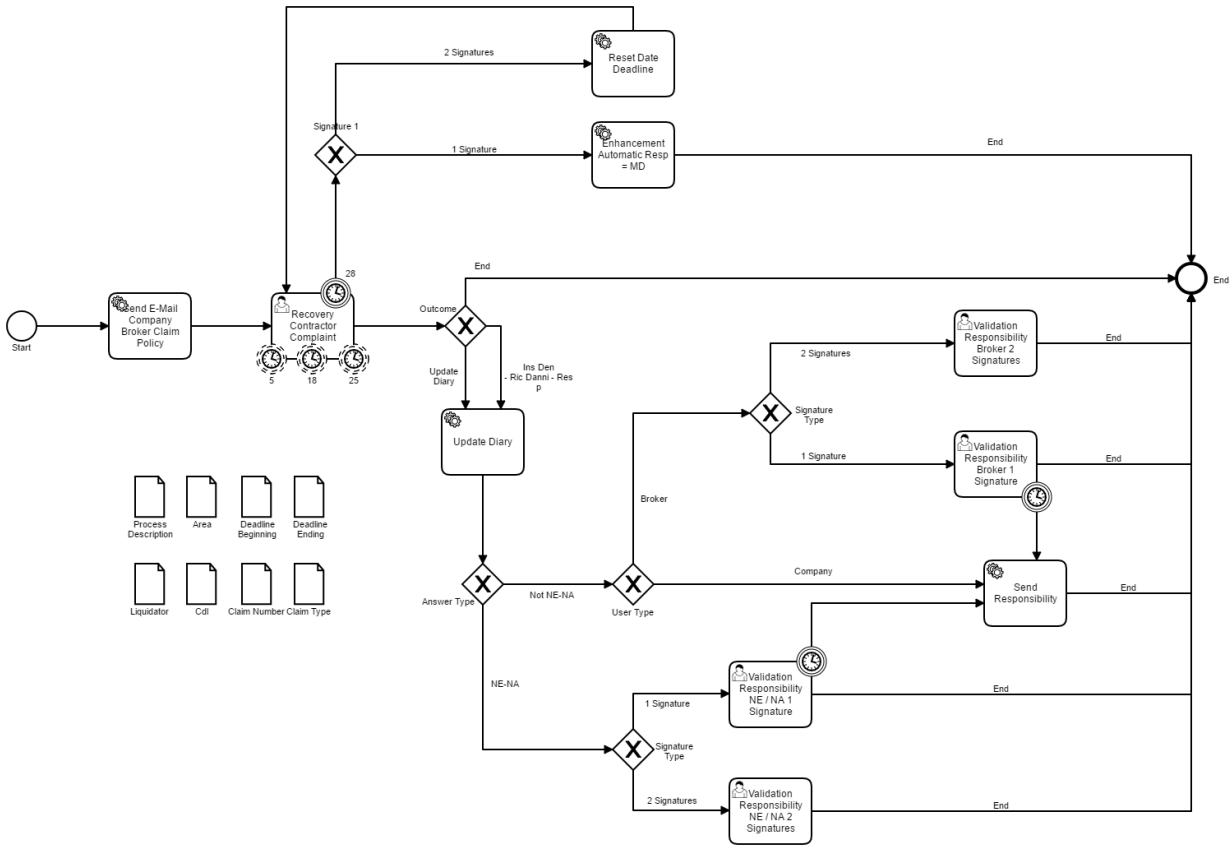 2 Signatures
Reset Date
Deadline
Signature 1
1 Signature
Enhancement
Automatic Resp
= MD
End
28
End
End
Send E-Mail
Company
Broker Claim
Policy
Start
Recovery
Contractor
Complaint
5
18
25
Outcome
Update
Diary
Ins Den
- Ric Danni - Res
p
Update Diary
2 Signatures
Validation
Responsibility
Broker 2
Signatures
End
Signature
Type
1 Signature
Validation
Responsibility
Broker 1
Signature
End
Broker
Process
Description
Area
Deadline
Beginning
Deadline
Ending
Liquidator
Cdl
Claim Number
Claim Type
Answer Type
Not NE-NA
User Type
Company
Send
Responsibility
End
NE-NA
1 Signature
Validation
Responsibility
NE / NA 1
Signature
End
Signature
Type
2 Signatures
Validation
Responsibility
NE / NA 2
Signatures
End